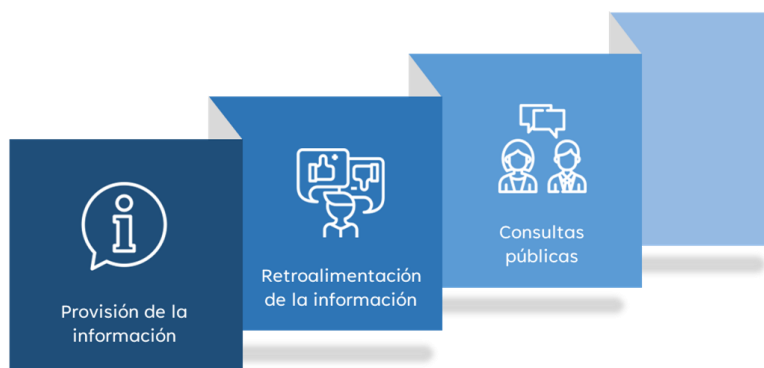 Provisión de la
información
Retroalimentación
de la información
Consultas
públicas